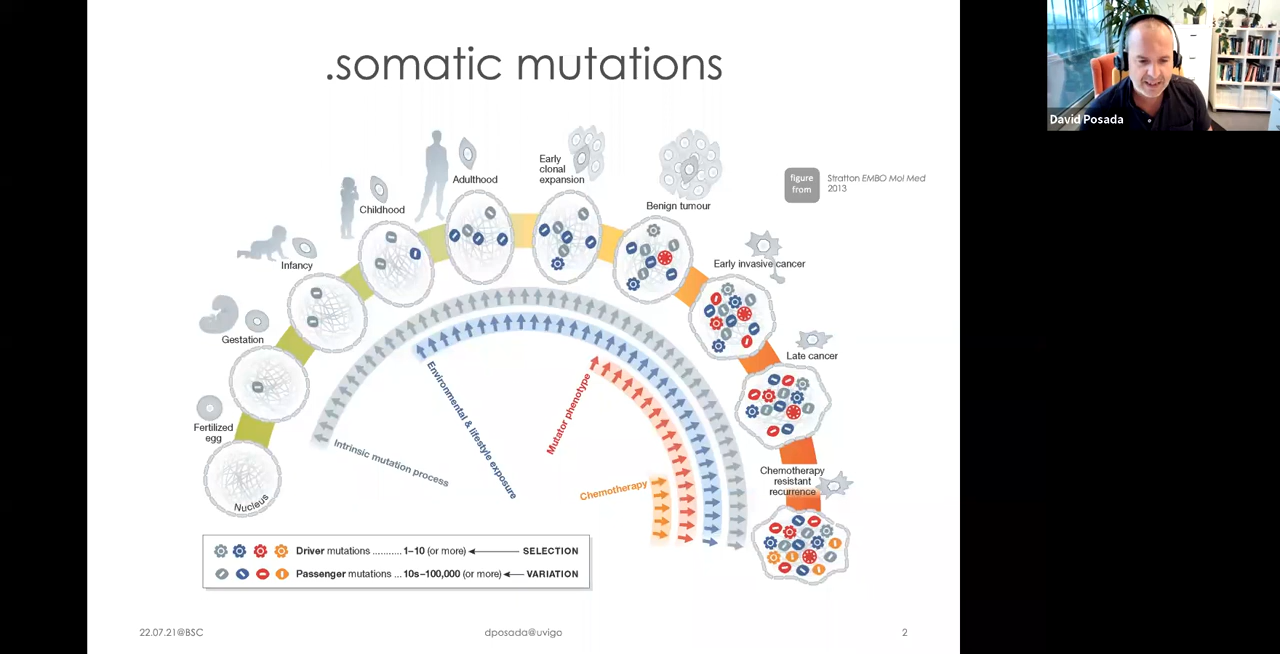 .somatic mutations
David Posada
figure
from
Stratton EMBO Mol Med
2013
Early
clonal
expansion
Adulthood
Benign tumour
Childhood
Early invasive cancer
Infancy
Gestation
Late cancer
Fertilized
egg
Nucleus
Intrinsic mutation process
Environmental & lifestyle exposure
Mutator phenotype
Chemotherapy
Chemotherapy
resistant
recurrence
Driver mutations ........... 1–10 (or more) SELECTION
Passenger mutations ... 10s–100,000 (or more) VARIATION
22.07.21@BSC
dposada@uvigo
2